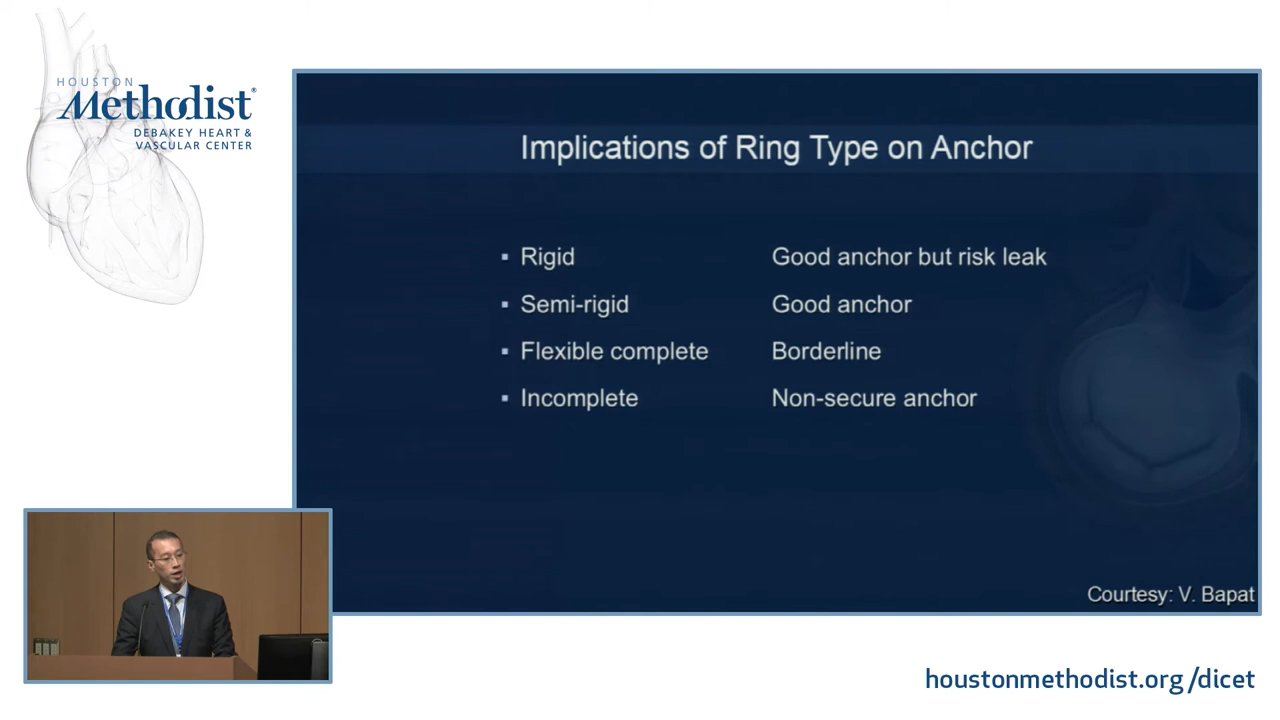 HOUSTON
Methodist®
DEBAKEY HEART &
VASCULAR CENTER
Implications of Ring Type on Anchor
▪ Rigid Good anchor but risk leak
▪ Semi-rigid Good anchor
▪ Flexible complete Borderline
▪ Incomplete Non-secure anchor
Courtesy: V. Bapat
houstonmethodist.org/dicet